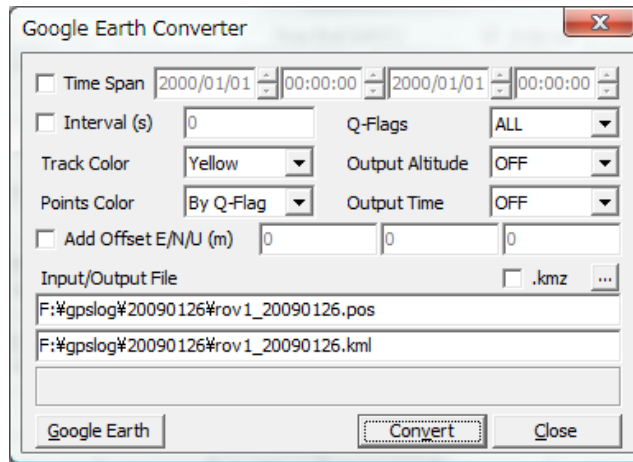 Google Earth Converter
Time Span 2000/01/01 00:00:00 2000/01/01 00:00:00
Interval (s) 0 Q-Flags ALL
Track Color Yellow Output Altitude OFF
Points Color By Q-Flag Output Time OFF
Add Offset E/N/U (m) 0 0 0
Input/Output File .kmz ...
F:¥gpslog¥20090126¥rov1_20090126.pos
F:¥gpslog¥20090126¥rov1_20090126.kml
Google Earth Convert Close